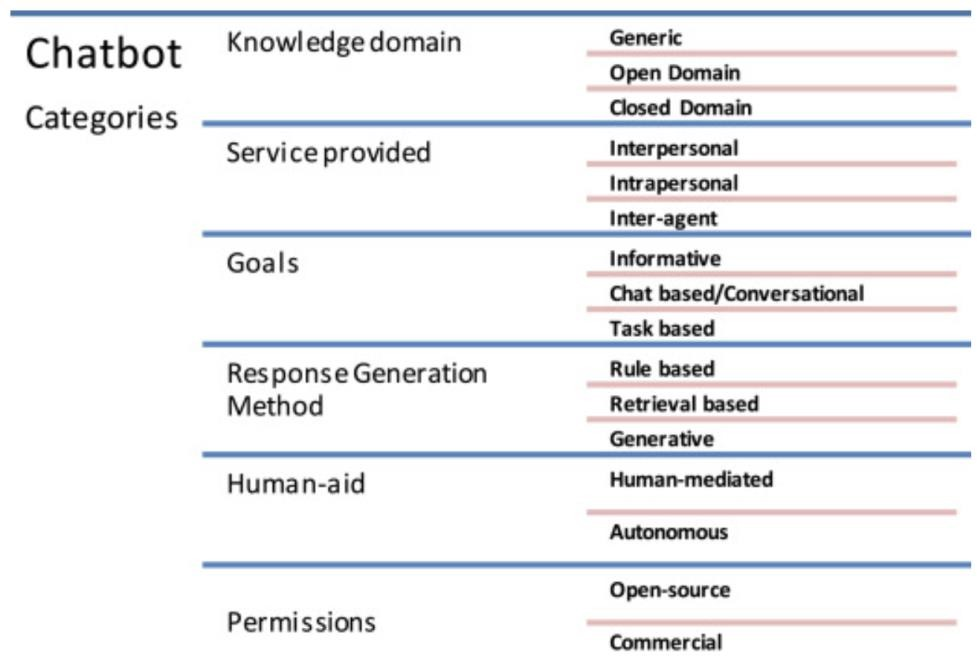 Chatbot
Categories
Knowledge domain
Generic
Open Domain
Closed Domain
Service provided
Interpersonal
Intrapersonal
Inter-agent
Goals
Informative
Chat based/Conversational
Task based
Response Generation
Method
Rule based
Retrieval based
Generative
Human-aid
Human-mediated
Autonomous
Permissions
Open-source
Commercial